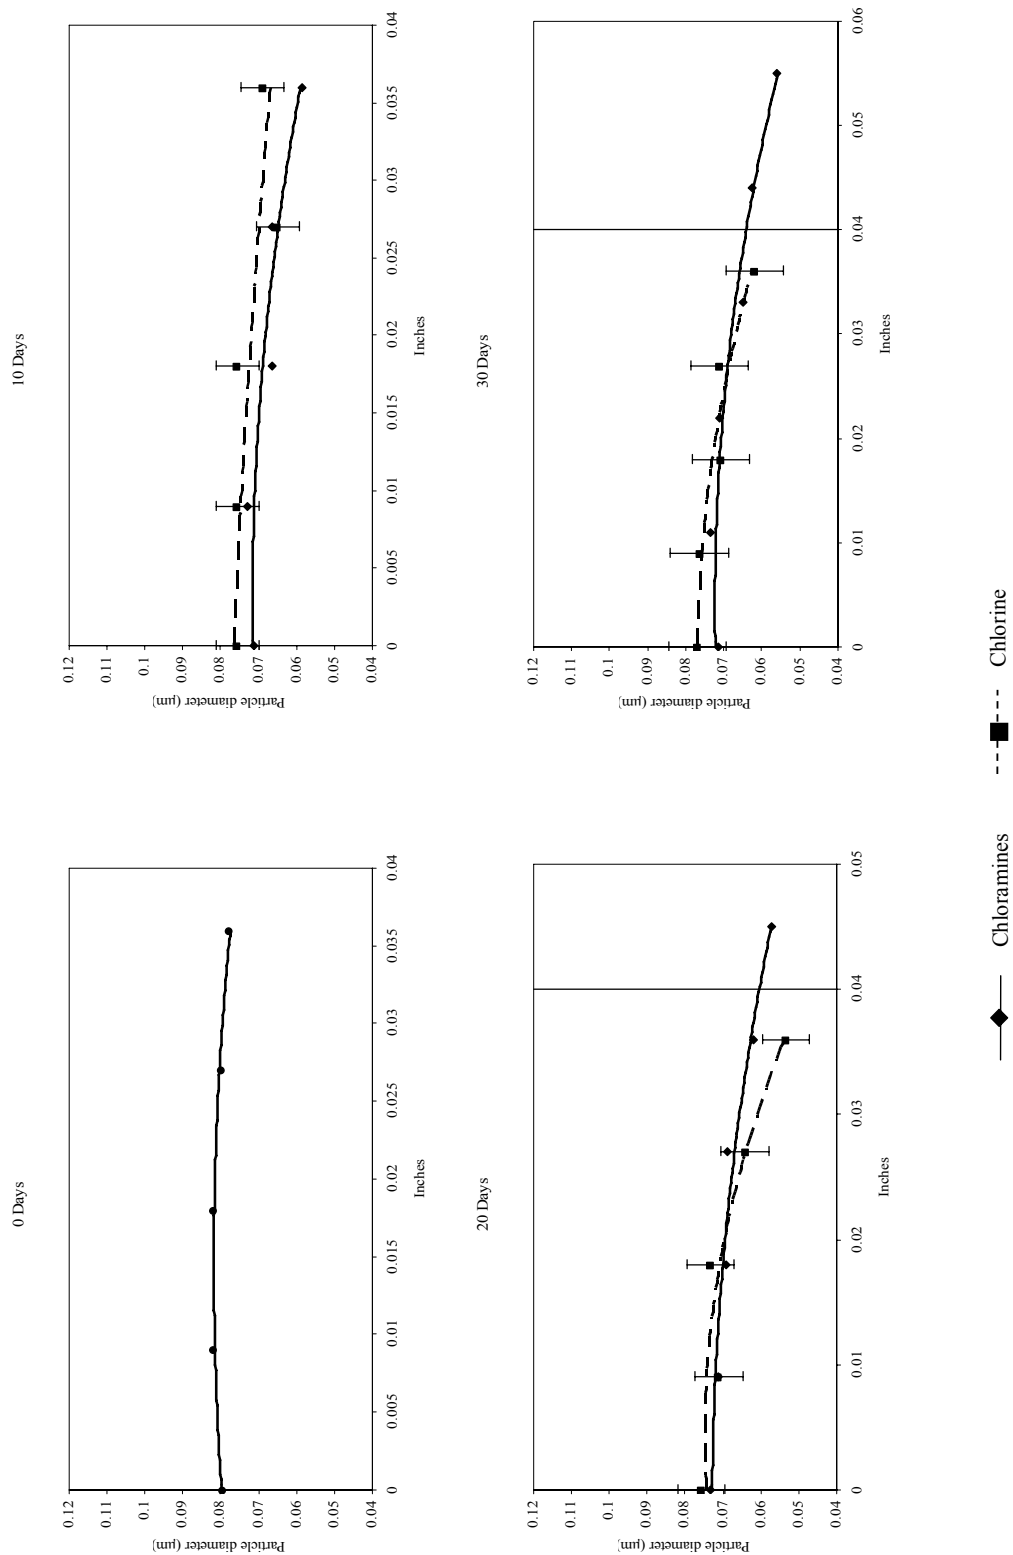 0 Days
Particle diameter (µm)
0.12
0.11
0.1
0.09
0.08
0.07
0.06
0.05
0.04
0 0.005 0.01 0.015 0.02 0.025 0.03 0.035 0.04
Inches
10 Days
Particle diameter (µm)
0.12
0.11
0.1
0.09
0.08
0.07
0.06
0.05
0.04
0 0.005 0.01 0.015 0.02 0.025 0.03 0.035 0.04
Inches
20 Days
Particle diameter (µm)
0.12
0.11
0.1
0.09
0.08
0.07
0.06
0.05
0.04
0 0.01 0.02 0.03 0.04 0.05
Inches
30 Days
Particle diameter (µm)
0.12
0.11
0.1
0.09
0.08
0.07
0.06
0.05
0.04
0 0.01 0.02 0.03 0.04 0.05 0.06
Inches
Chloramines Chlorine